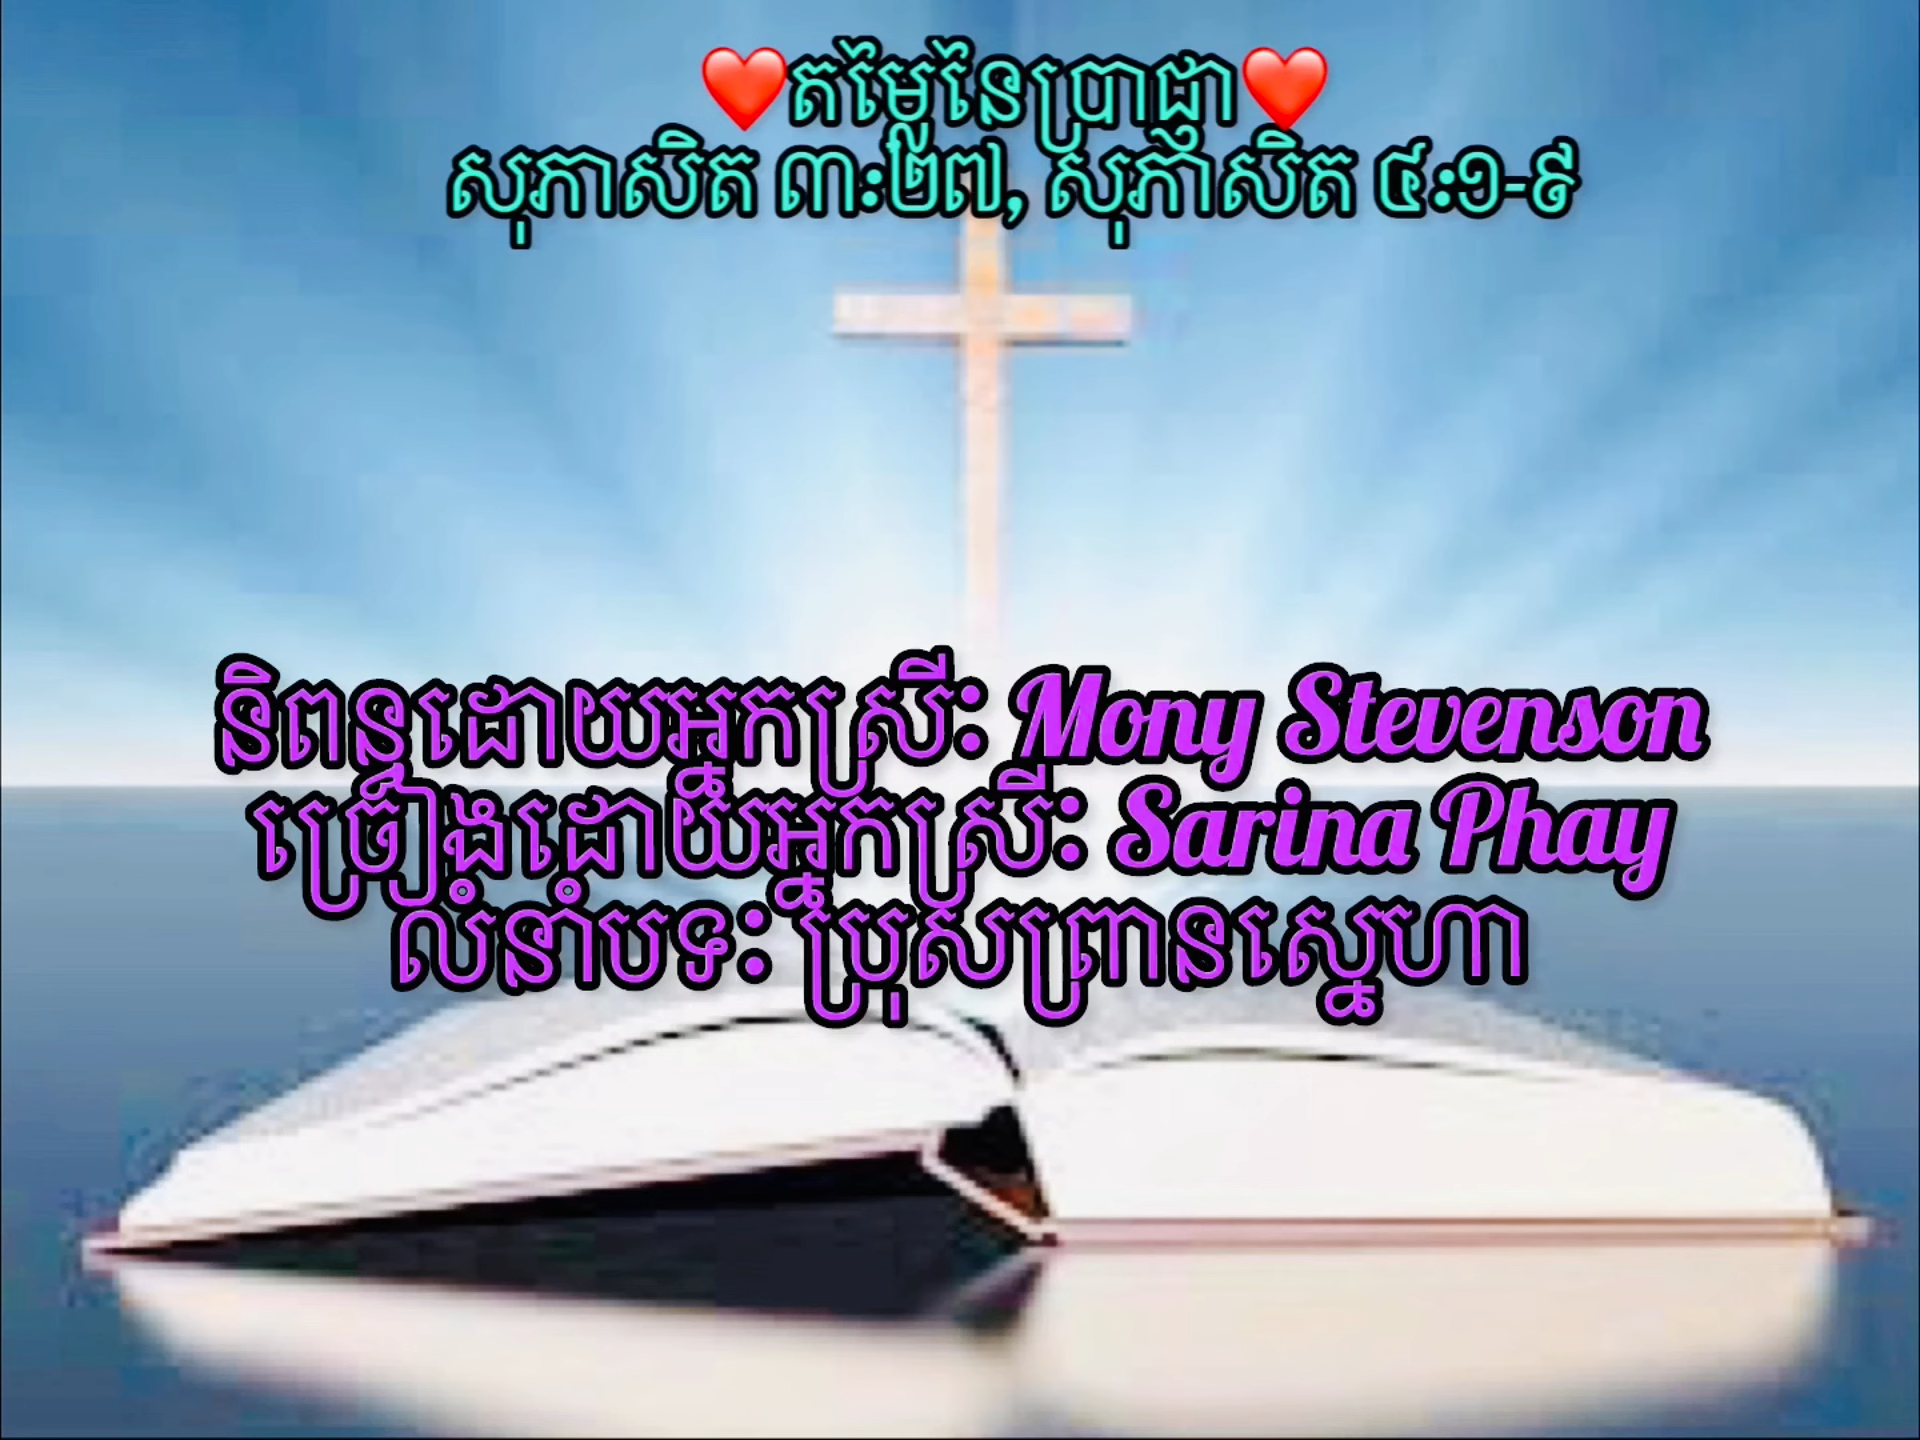 ❤️តម្លៃនៃប្រាជ្ញា❤️
សុភាសិត ៣:២៧, សុភាសិត ៤:១-៩
និពន្ធដោយអ្នកស្រី: Mony Stevenson
ច្រៀងដោយអ្នកស្រី: Sarina Phay
លំនាំបទ: ប្រុសព្រានស្នេហា